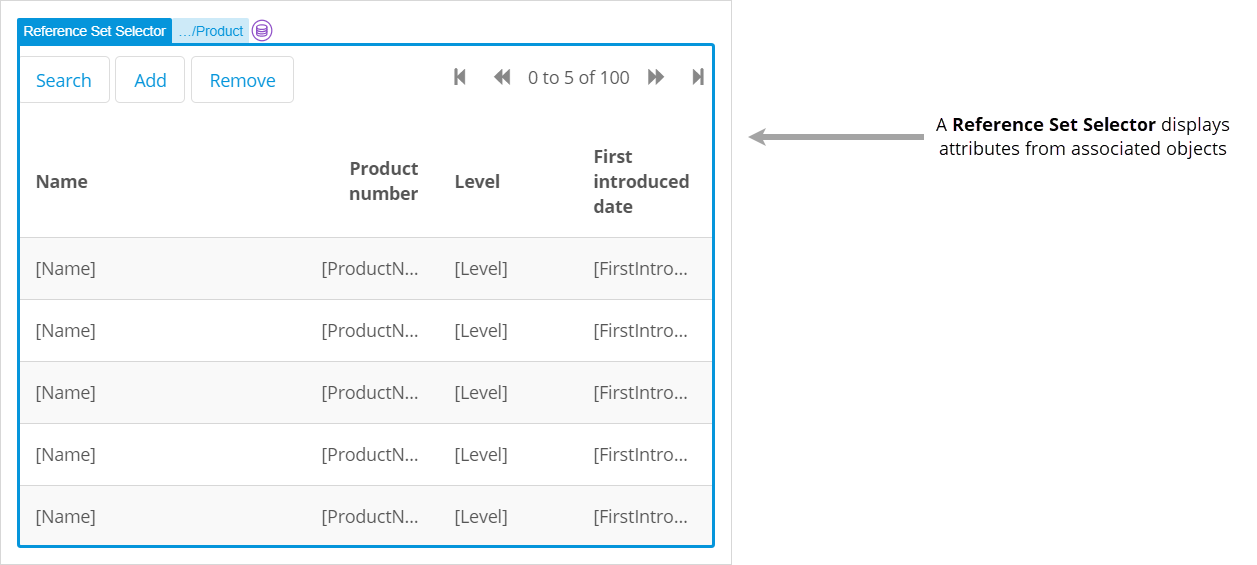 Reference Set Selector …/Product
Search Add Remove 0 to 5 of 100
A Reference Set Selector displays
attributes from associated objects
Name Product number Level First introduced date
[Name] [ProductN... [Level] [FirstIntro...
[Name] [ProductN... [Level] [FirstIntro...
[Name] [ProductN... [Level] [FirstIntro...
[Name] [ProductN... [Level] [FirstIntro...
[Name] [ProductN... [Level] [FirstIntro...